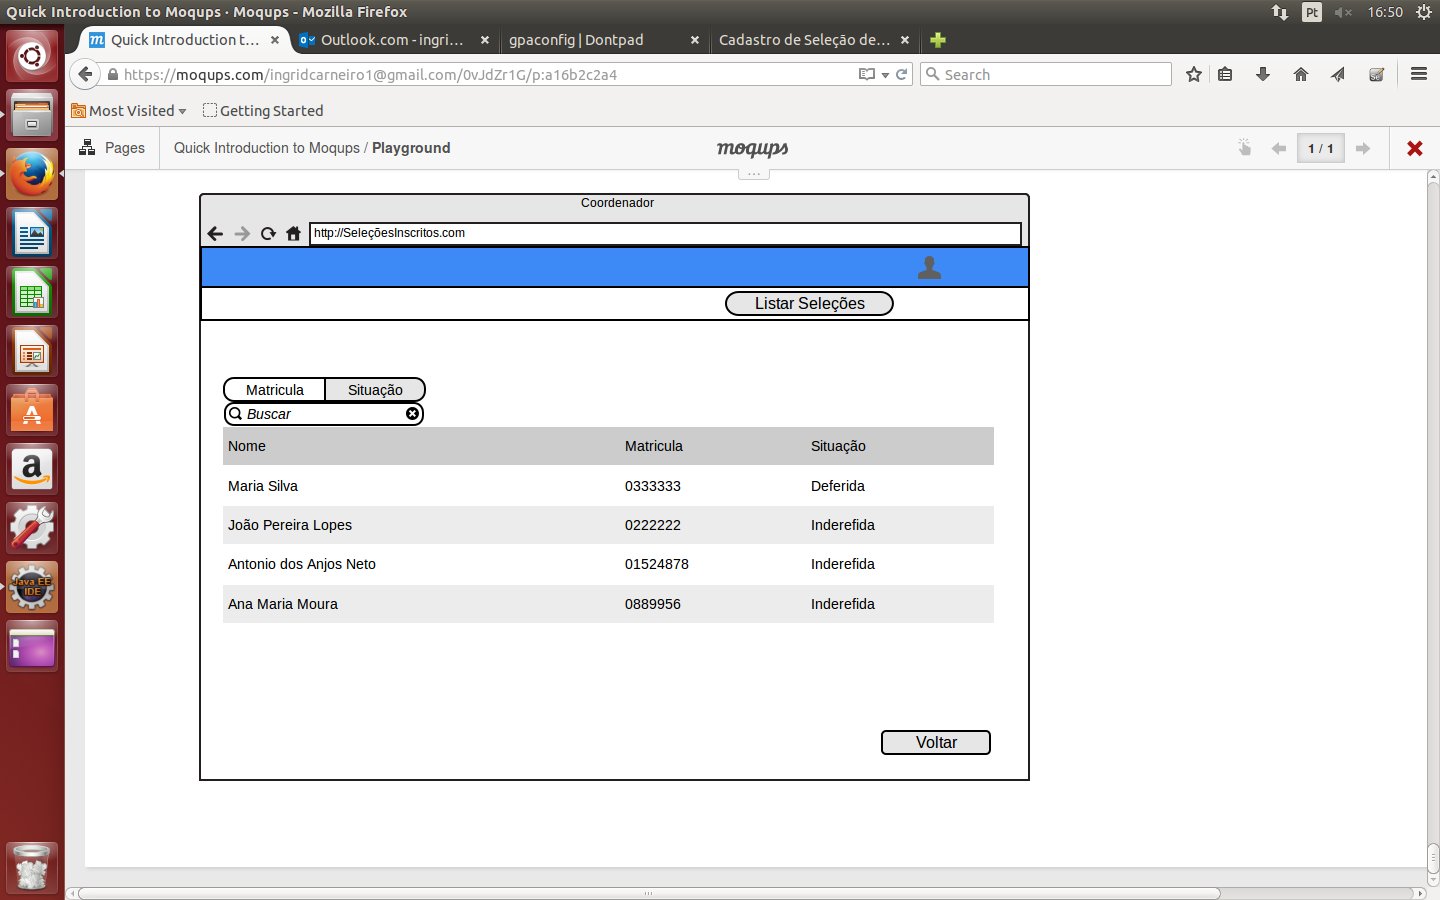 Quick Introduction to Moqups · Moqups - Mozilla Firefox
Pt
16:50
Quick Introduction t...
Outlook.com - ingri...
gpaconfig | Dontpad
Cadastro de Seleção de...
https://moqups.com/ingridcarneiro1@gmail.com/0vJdZr1G/p:a16b2c2a4
Search
Most Visited
Getting Started
Pages
Quick Introduction to Moqups / Playground
moqups
1 / 1
...
Coordenador
http://SeleçõesInscritos.com
Listar Seleções
Matricula
Situação
Buscar
Nome Matricula Situação
Maria Silva 0333333 Deferida
João Pereira Lopes 0222222 Inderefida
Antonio dos Anjos Neto 01524878 Inderefida
Ana Maria Moura 0889956 Inderefida
Voltar
Java EE
IDE